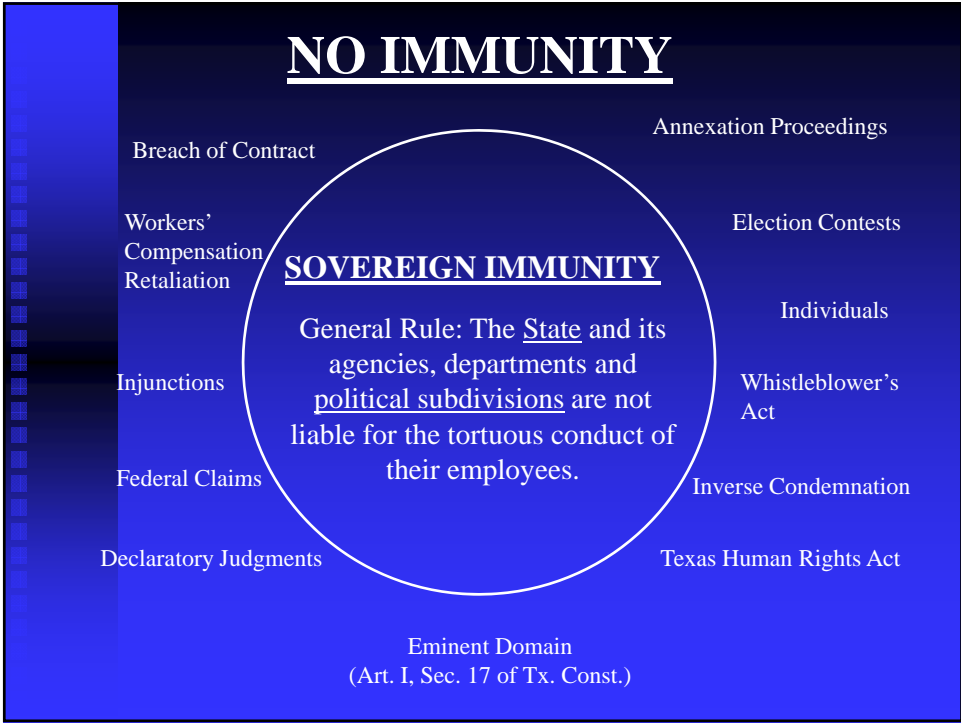 NO IMMUNITY
Annexation Proceedings
Breach of Contract
Workers'
Compensation
Retaliation
Election Contests
SOVEREIGN IMMUNITY
General Rule: The State and its
agencies, departments and
political subdivisions are not
liable for the tortuous conduct of
their employees.
Individuals
Injunctions
Whistleblower's
Act
Federal Claims
Inverse Condemnation
Declaratory Judgments
Texas Human Rights Act
Eminent Domain
(Art. I, Sec. 17 of Tx. Const.)